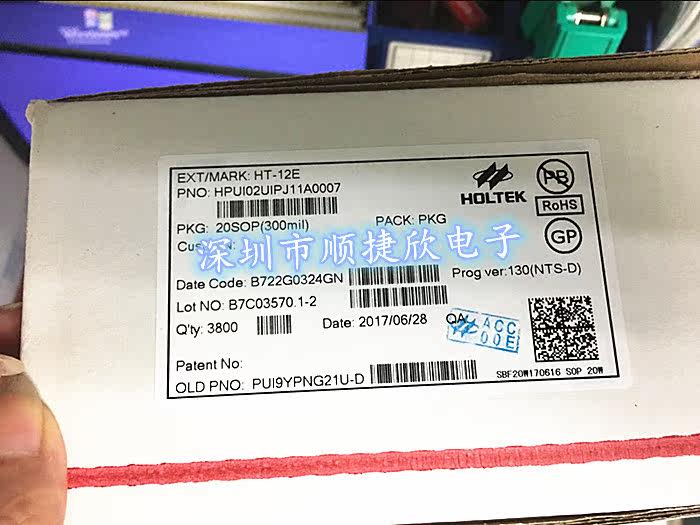 EXT/MARK: HT-12E
PNO: HPUI02UIPJ11A0007
HOLTEK
PB
RoHS
GP
PKG: 20SOP(300mil)
PACK: PKG
深圳市顺捷欣电子
Date Code: B722G0324GN
Prog ver:130(NTS-D)
Lot NO: B7C03570.1-2
Q'ty: 3800
Date: 2017/06/28
QA
ACC
00E
Patent No:
OLD PNO: PUI9YPNG21U-D
SBF20W170616 SOP 20W